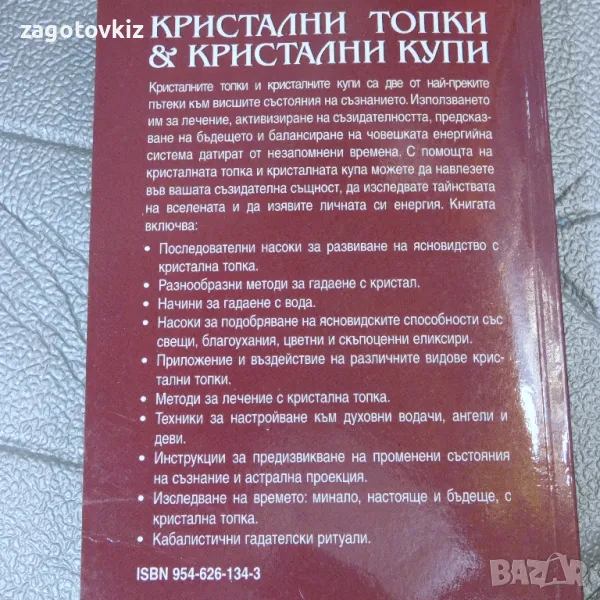 КРИСТАЛНИ ТОПКИ
zagotovkiz
& КРИСТАЛНИ КУПИ
Кристалните топки и кристалните купи са две от най-преките
пътеки към висшите състояния на съзнанието. Използването
им за лечение, активизиране на съзидателността, предсказ-
ване на бъдещето и балансиране на човешката енергийна
система датират от незапомнени времена. С помощта на
кристалната топка и кристалната купа можете да навлезете
във вашата съзидателна същност, да изследвате тайнствата
на вселената и да изявите личната си енергия. Книгата
включва:
• Последователни насоки за развиване на ясновидство с
кристална топка.
• Разнообразни методи за гадаене с кристал.
• Начини за гадаене с вода.
• Насоки за подобряване на ясновидските способности със
свещи, благоухания, цветни и скъпоценни еликсири.
• Приложение и въздействие на различните видове крис-
тални топки.
• Методи за лечение с кристална топка.
• Техники за настройване към духовни водачи, ангели и
деви.
• Инструкции за предизвикване на променени състояния
на съзнание и астрална проекция.
• Изследване на времето: минало, настояще и бъдеще, с
кристална топка.
• Кабалистични гадателски ритуали.
ISBN 954-626-134-3
BAZAR